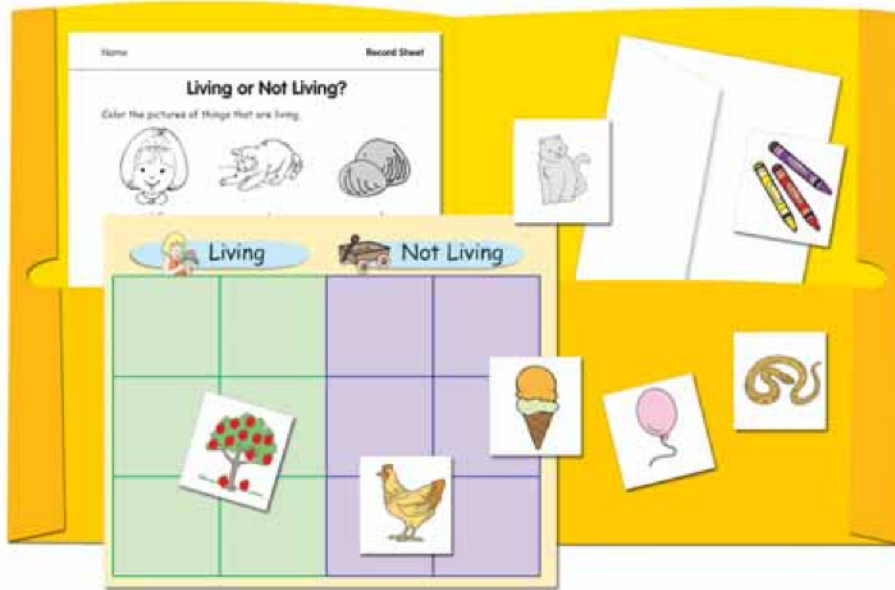 Name Record Sheet
Living or Not Living?
Color the pictures of things that are living.
Living Not Living